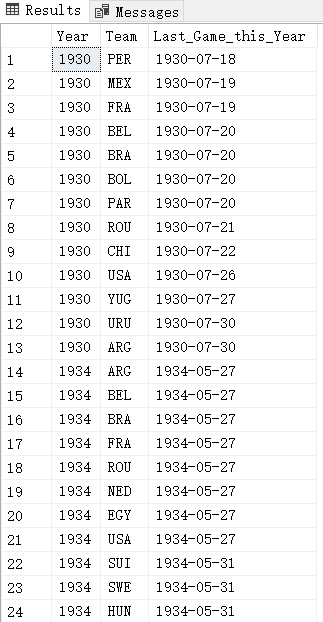 Results Messages
Year Team Last_Game_this_Year
1 1930 PER 1930-07-18
2 1930 MEX 1930-07-19
3 1930 FRA 1930-07-19
4 1930 BEL 1930-07-20
5 1930 BRA 1930-07-20
6 1930 BOL 1930-07-20
7 1930 PAR 1930-07-20
8 1930 ROU 1930-07-21
9 1930 CHI 1930-07-22
10 1930 USA 1930-07-26
11 1930 YUG 1930-07-27
12 1930 URU 1930-07-30
13 1930 ARG 1930-07-30
14 1934 ARG 1934-05-27
15 1934 BEL 1934-05-27
16 1934 BRA 1934-05-27
17 1934 FRA 1934-05-27
18 1934 ROU 1934-05-27
19 1934 NED 1934-05-27
20 1934 EGY 1934-05-27
21 1934 USA 1934-05-27
22 1934 SUI 1934-05-31
23 1934 SWE 1934-05-31
24 1934 HUN 1934-05-31